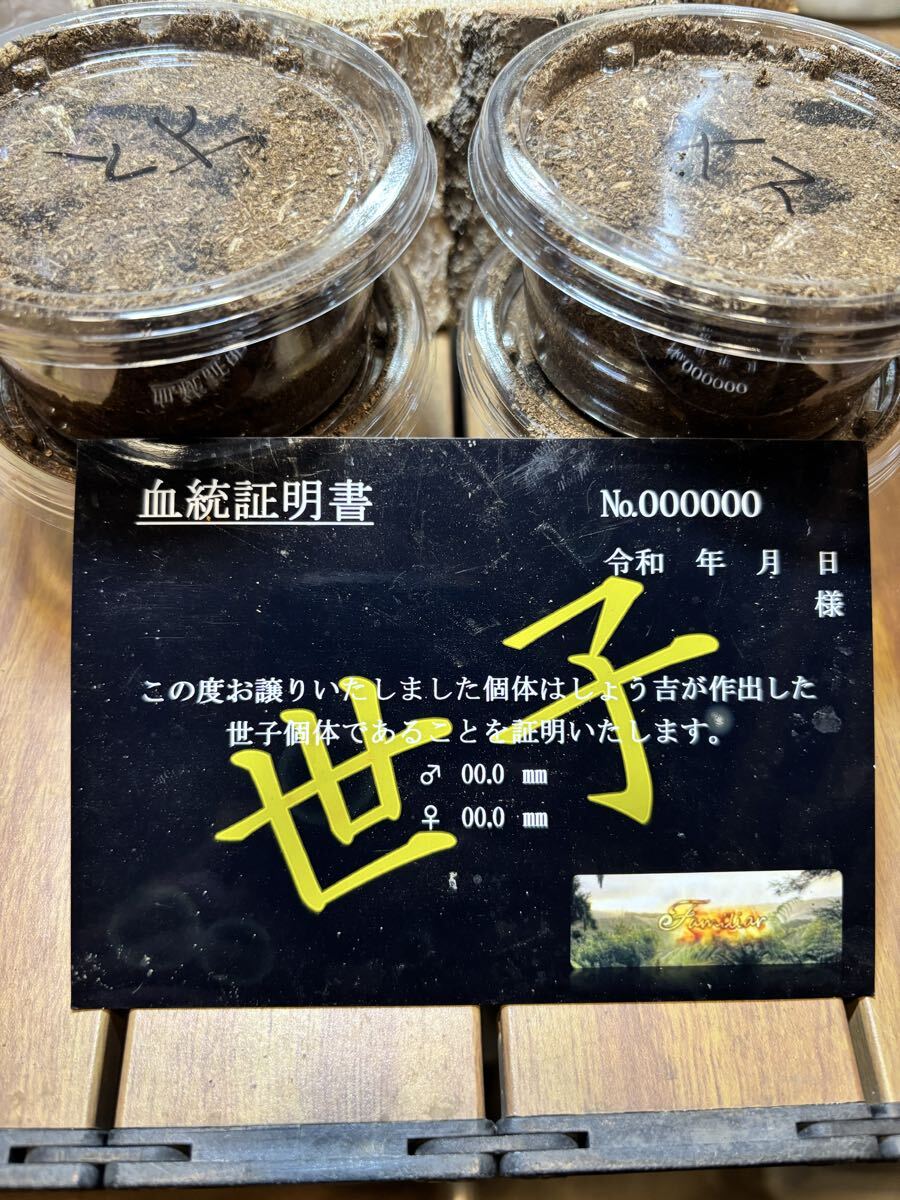 血統証明書
No.000000
令和 年 月 日
様
世子
この度お譲りいたしました個体はしょう吉が作出した
世子個体であることを証明いたします。
♂ 00.0 mm
♀ 00.0 mm
Familiar